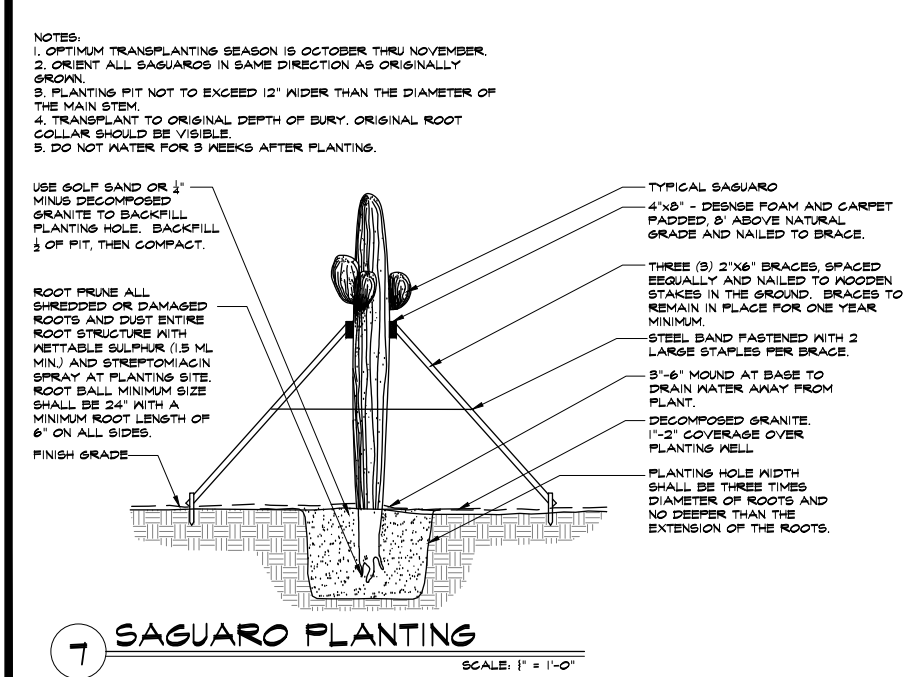 NOTES:
1. OPTIMUM TRANSPLANTING SEASON IS OCTOBER THRU NOVEMBER.
2. ORIENT ALL SAGUAROS IN SAME DIRECTION AS ORIGINALLY
GROWN.
3. PLANTING PIT NOT TO EXCEED 12" WIDER THAN THE DIAMETER OF
THE MAIN STEM.
4. TRANSPLANT TO ORIGINAL DEPTH OF BURY. ORIGINAL ROOT
COLLAR SHOULD BE VISIBLE.
5. DO NOT WATER FOR 3 WEEKS AFTER PLANTING.
USE GOLF SAND OR ¼"
MINUS DECOMPOSED
GRANITE TO BACKFILL
PLANTING HOLE. BACKFILL
½ OF PIT, THEN COMPACT.
ROOT PRUNE ALL
SHREDDED OR DAMAGED
ROOTS AND DUST ENTIRE
ROOT STRUCTURE WITH
WETTABLE SULPHUR (1.5 ML
MIN.) AND STREPTOMIACIN
SPRAY AT PLANTING SITE.
ROOT BALL MINIMUM SIZE
SHALL BE 24" WITH A
MINIMUM ROOT LENGTH OF
6" ON ALL SIDES.
FINISH GRADE
TYPICAL SAGUARO
4"x8" - DESNSE FOAM AND CARPET
PADDED, 8' ABOVE NATURAL
GRADE AND NAILED TO BRACE.
THREE (3) 2"X6" BRACES, SPACED
EEQUALLY AND NAILED TO WOODEN
STAKES IN THE GROUND. BRACES TO
REMAIN IN PLACE FOR ONE YEAR
MINIMUM.
STEEL BAND FASTENED WITH 2
LARGE STAPLES PER BRACE.
3"-6" MOUND AT BASE TO
DRAIN WATER AWAY FROM
PLANT.
DECOMPOSED GRANITE.
1"-2" COVERAGE OVER
PLANTING WELL
PLANTING HOLE WIDTH
SHALL BE THREE TIMES
DIAMETER OF ROOTS AND
NO DEEPER THAN THE
EXTENSION OF THE ROOTS.
7 SAGUARO PLANTING
SCALE: = 1'-0"